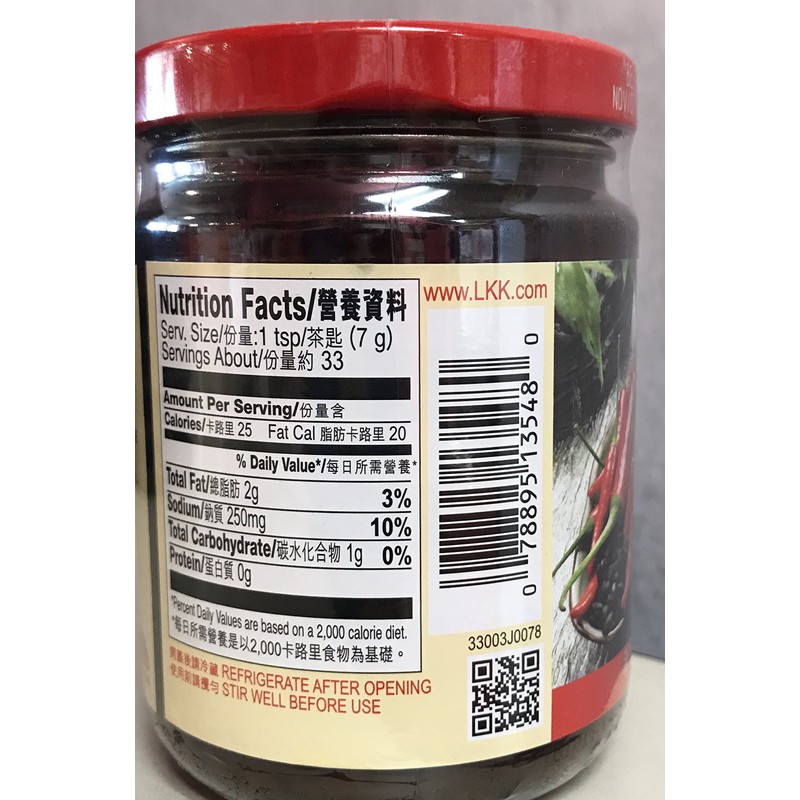 NOV
Nutrition Facts/營養資料
Serv. Size/份量:1 tsp/茶匙 (7 g)
Servings About/份量約 33
Amount Per Serving/份量含
Calories/卡路里 25 Fat Cal 脂肪卡路里 20
% Daily Value*/每日所需營養*
Total Fat/總脂肪 2g 3%
Sodium/鈉質 250mg 10%
Total Carbohydrate/碳水化合物 1g 0%
Protein/蛋白質 0g
*Percent Daily Values are based on a 2,000 calorie diet.
*每日所需營養是以2,000卡路里食物為基礎。
開蓋後請冷藏 REFRIGERATE AFTER OPENING
使用前請攪勻 STIR WELL BEFORE USE
www.LKK.com
0 78895 13548 0
33003J0078